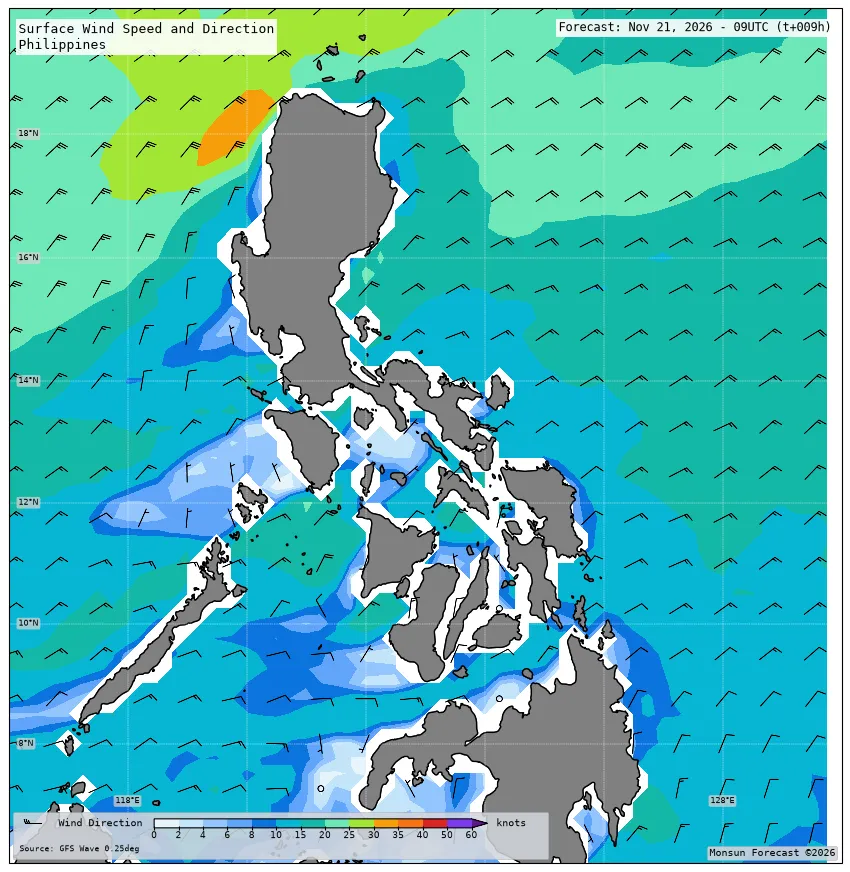 Surface Wind Speed and Direction
Philippines
Forecast: Nov 21, 2026 - 09UTC (t+009h)
18°N
16°N
14°N
12°N
10°N
8°N
118°E
128°E
Wind Direction
0 2 4 6 8 10 15 20 25 30 35 40 50 60
knots
Source: GFS Wave 0.25deg
Monsun Forecast ©2026